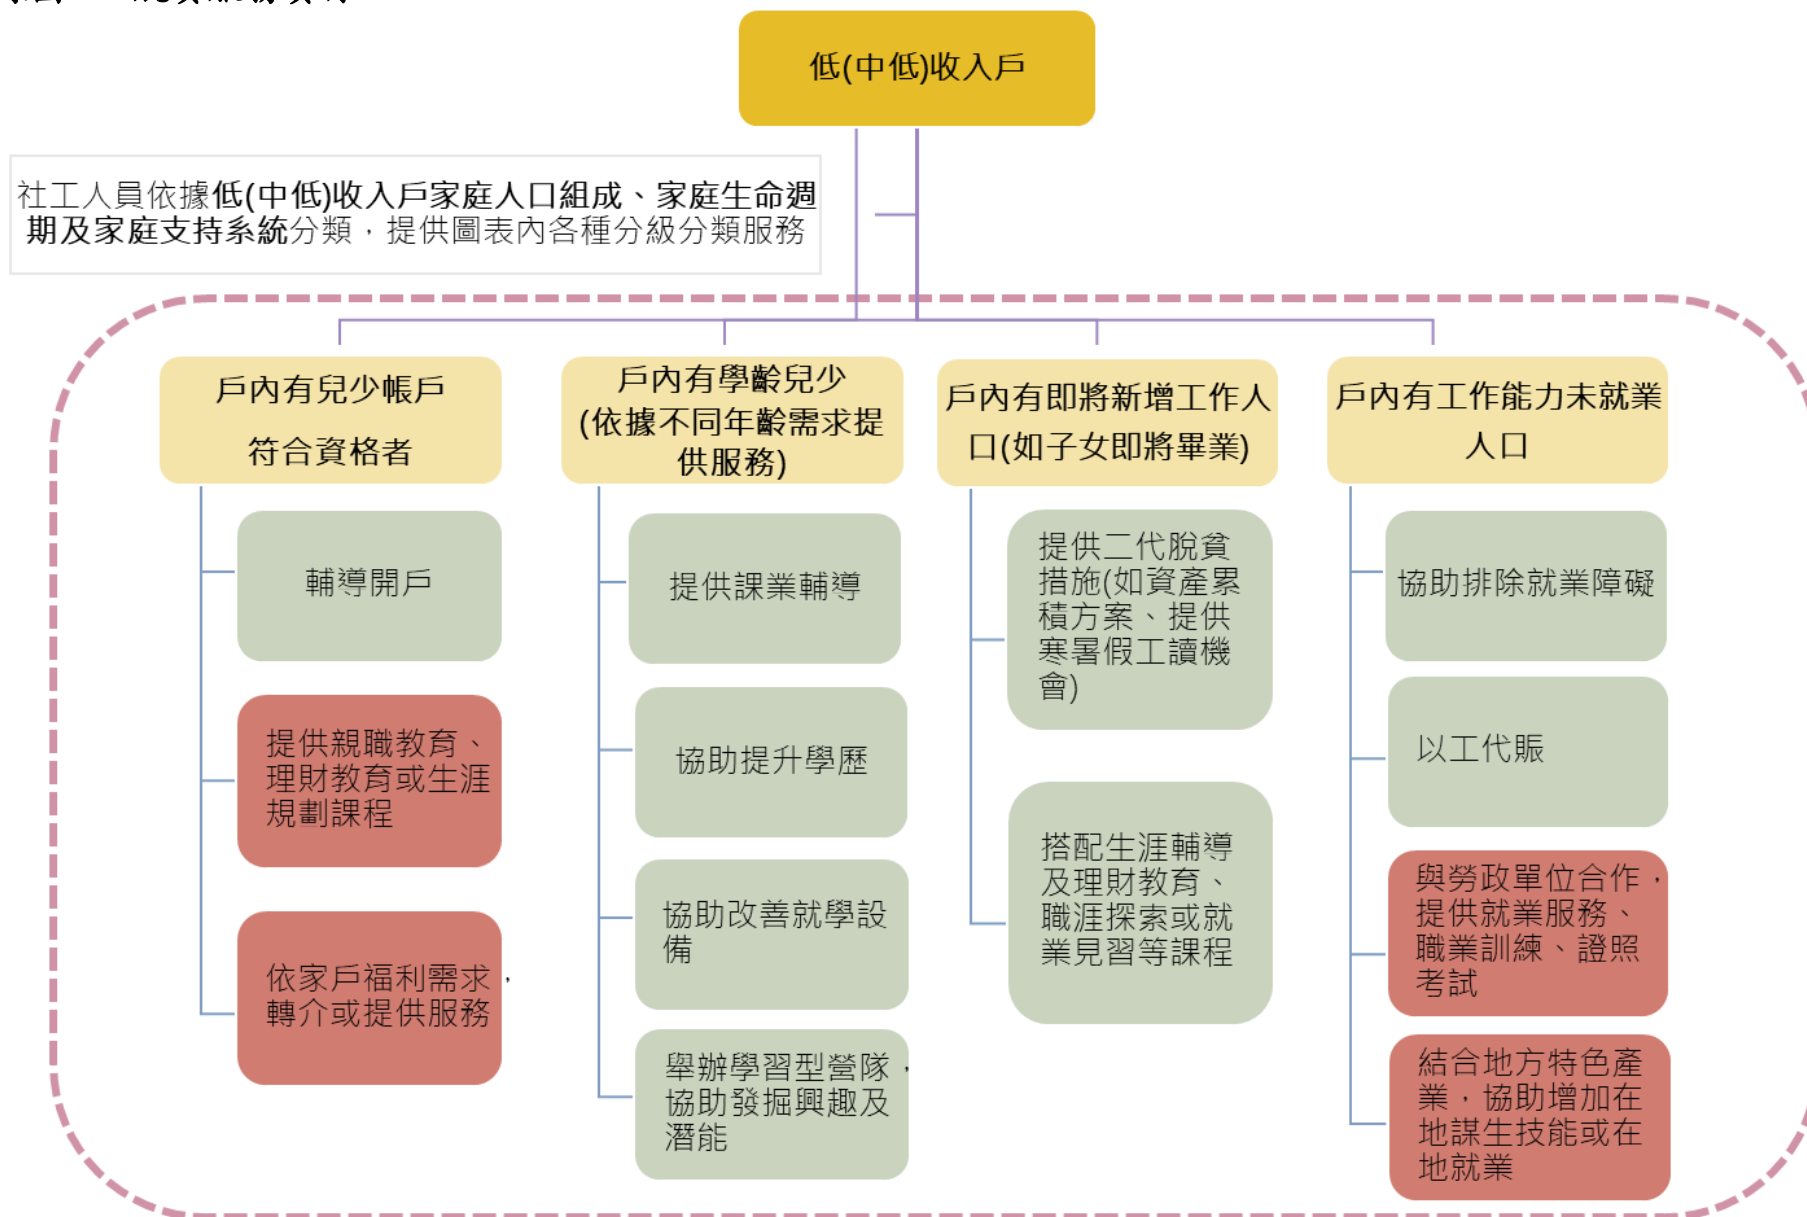 低(中低)收入戶
社工人員依據低(中低)收入戶家庭人口組成、家庭生命週
期及家庭支持系統分類，提供圖表內各種分級分類服務
戶內有兒少帳戶
符合資格者
輔導開戶
提供親職教育、
理財教育或生涯
規劃課程
依家戶福利需求，
轉介或提供服務
戶內有學齡兒少
(依據不同年齡需求提
供服務)
提供課業輔導
協助提升學歷
協助改善就學設
備
舉辦學習型營隊，
協助發掘興趣及
潛能
戶內有即將新增工作人
口(如子女即將畢業)
提供二代脫貧
措施(如資產累
積方案、提供
寒暑假工讀機
會)
搭配生涯輔導
及理財教育、
職涯探索或就
業見習等課程
戶內有工作能力未就業
人口
協助排除就業障礙
以工代賑
與勞政單位合作，
提供就業服務、
職業訓練、證照
考試
結合地方特色產
業，協助增加在
地謀生技能或在
地就業